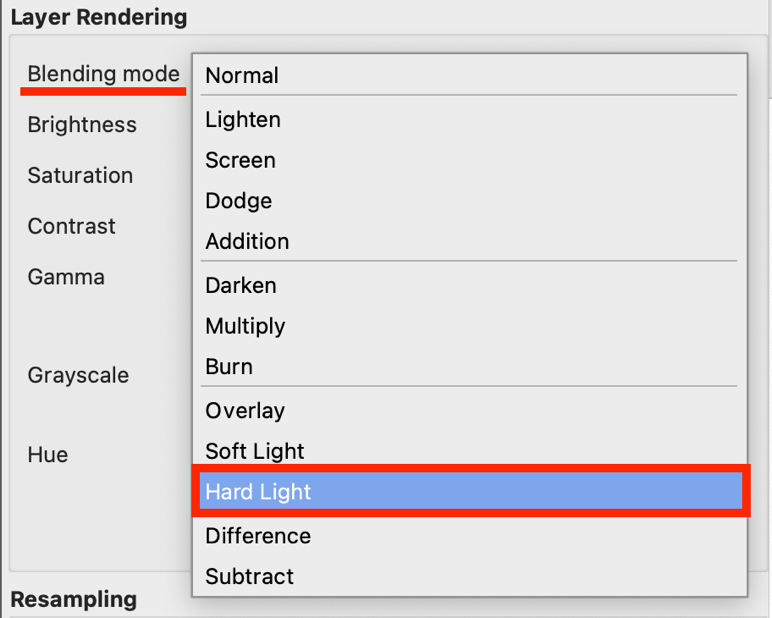 Layer Rendering
Blending mode
Normal
Lighten
Brightness
Screen
Saturation
Dodge
Contrast
Addition
Gamma
Darken
Multiply
Grayscale
Burn
Overlay
Hue
Soft Light
Hard Light
Difference
Subtract
Resampling